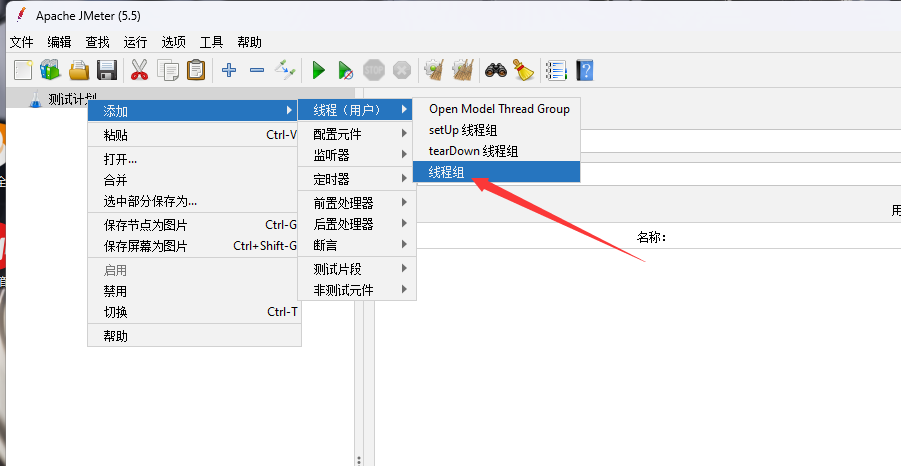 Apache JMeter (5.5)
文件 编辑 查找 运行 选项 工具 帮助
测试计划
添加
粘贴 Ctrl-V
打开...
合并
选中部分保存为...
保存节点为图片 Ctrl-G
保存屏幕为图片 Ctrl+Shift-G
启用
禁用
切换 Ctrl-T
帮助
线程（用户）
配置元件
监听器
定时器
前置处理器
后置处理器
断言
测试片段
非测试元件
Open Model Thread Group
setUp 线程组
tearDown 线程组
线程组
用
名称: